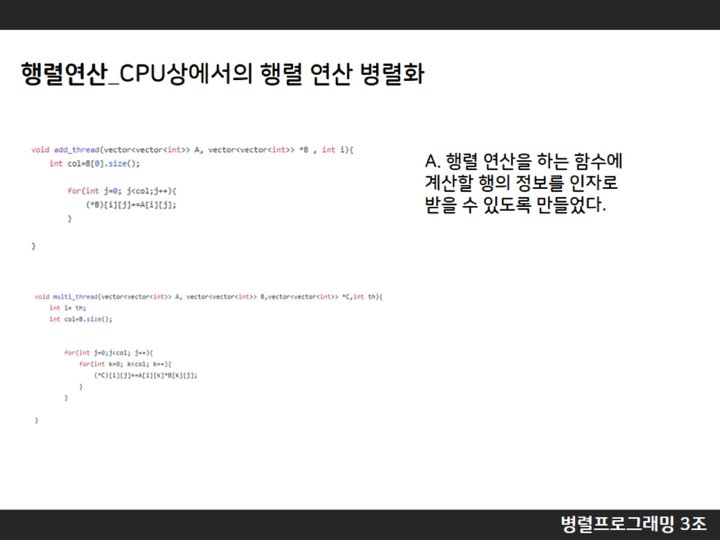 행렬연산_CPU상에서의 행렬 연산 병렬화
void add_thread(vector<vector<int>> A, vector<vector<int>> *B , int i){
int col=B[0].size();
for(int j=0; j<col;j++){
(*B)[i][j]+=A[i][j];
}
}
A. 행렬 연산을 하는 함수에
계산할 행의 정보를 인자로
받을 수 있도록 만들었다.
void multi_thread(vector<vector<int>> A, vector<vector<int>> B,vector<vector<int>> *C,int th){
int i= th;
int col=B.size();
for(int j=0;j<col; j++){
for(int k=0; k<col; k++){
(*C)[i][j]+=A[i][k]*B[k][j];
}
}
}
병렬프로그래밍 3조